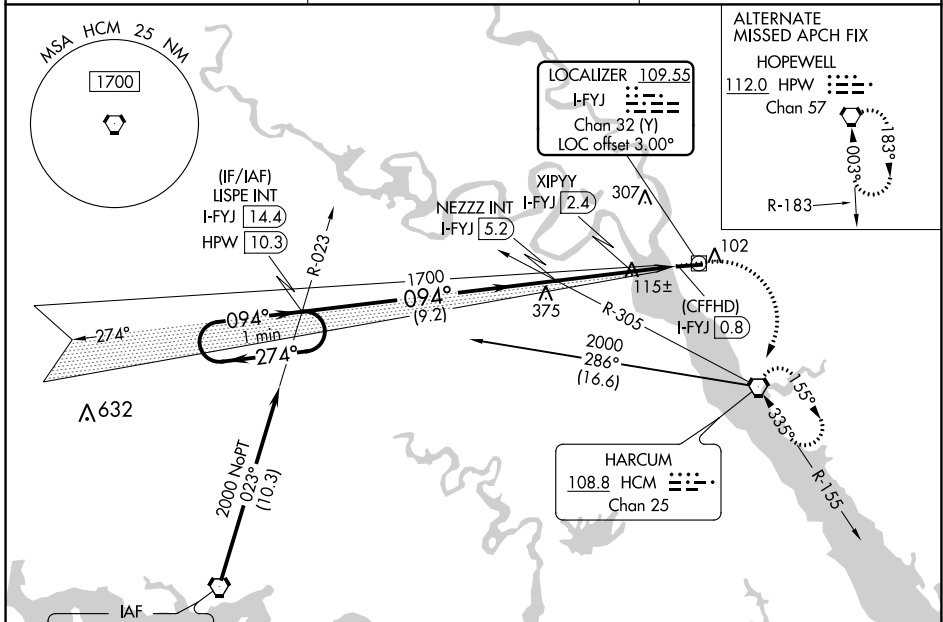 MSA HCM 25 NM
1700
ALTERNATE
MISSED APCH FIX
HOPEWELL
112.0 HPW
Chan 57
183°
003°
R-183
LOCALIZER 109.55
I-FYJ
Chan 32 (Y)
LOC offset 3.00°
(IF/IAF)
LISPE INT
I-FYJ 14.4
HPW 10.3
R-023
NEZZZ INT
I-FYJ 5.2
XIPYY
I-FYJ 2.4
307
102
1700
094°
(9.2)
115±
375
(CFFHD)
I-FYJ 0.8
R-305
274°
094°
1 min
274°
2000
286°
(16.6)
632
155°
335°
R-155
2000 NoPT
023°
(10.3)
HARCUM
108.8 HCM
Chan 25
IAF